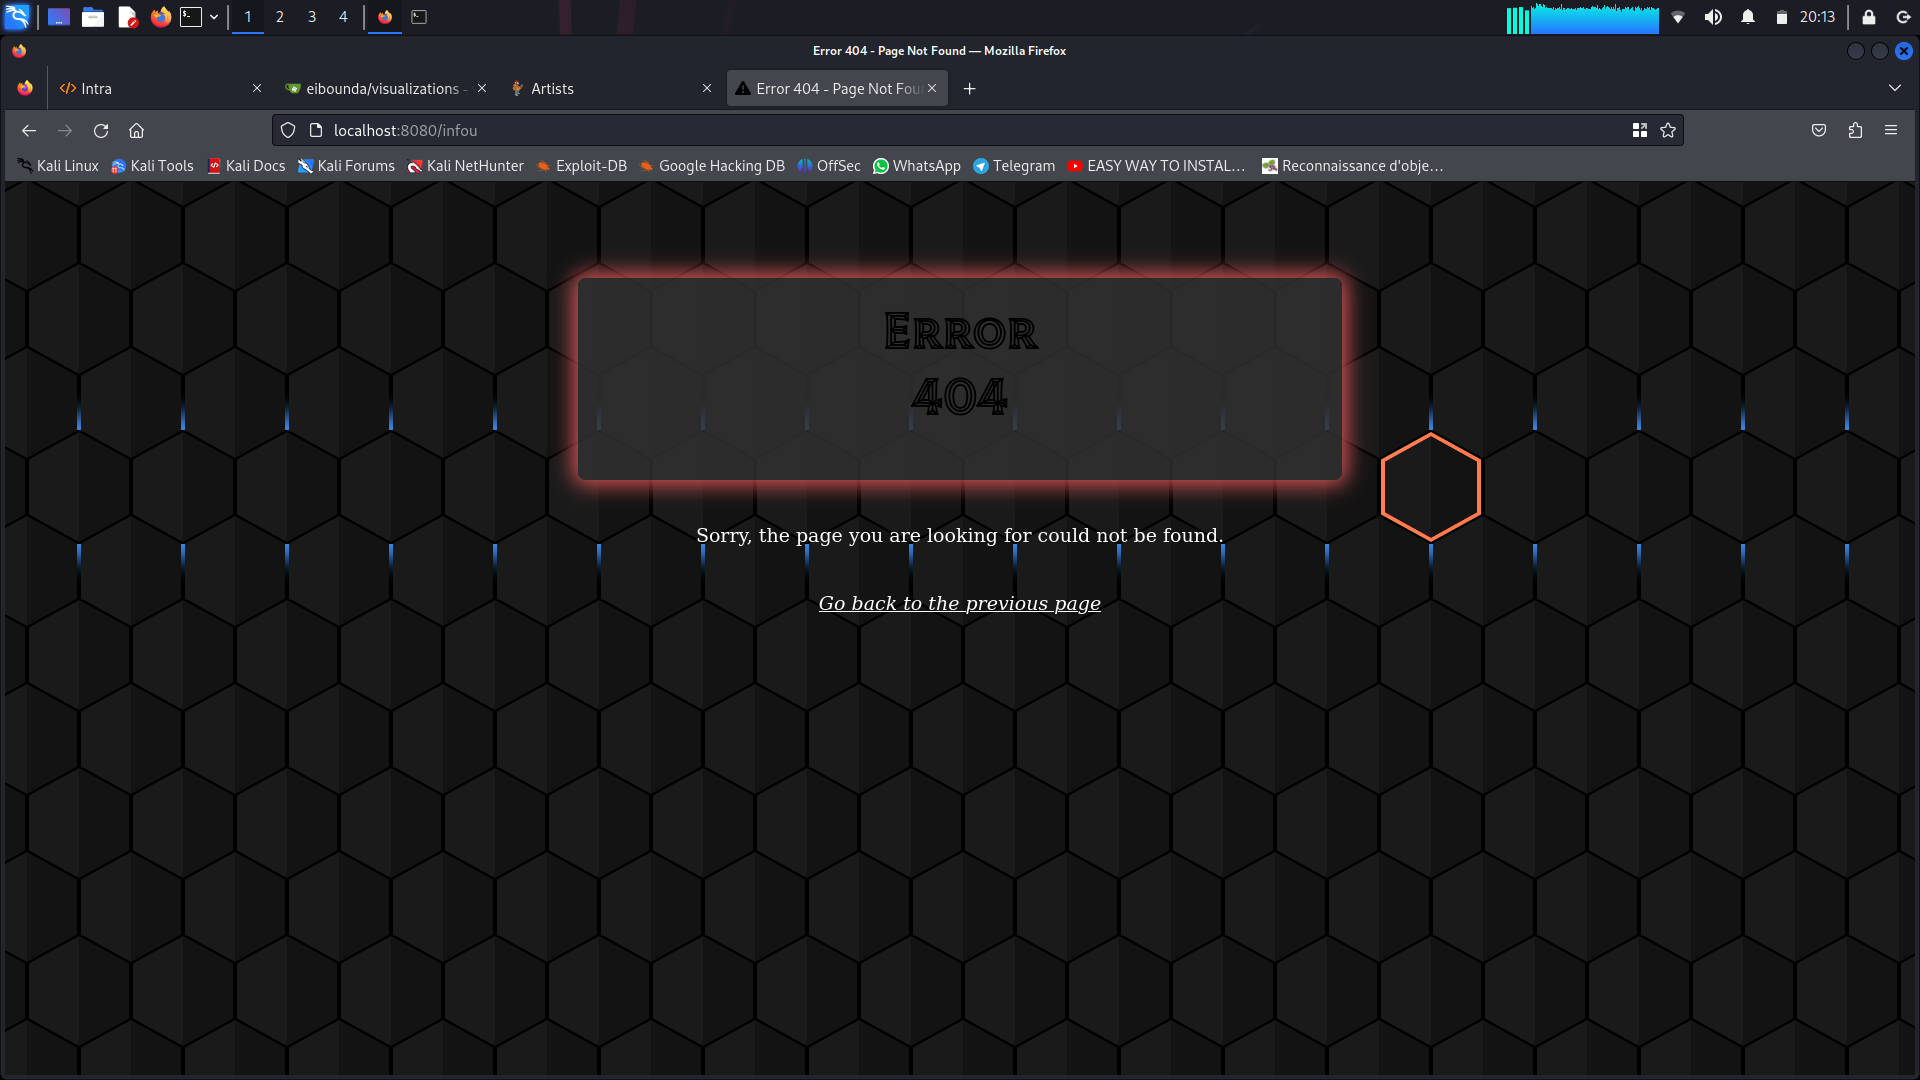 1 2 3 4 20:13
Error 404 - Page Not Found — Mozilla Firefox
Intra eibounda/visualizations - Artists Error 404 - Page Not Fou
localhost:8080/infou
Kali Linux Kali Tools Kali Docs Kali Forums Kali NetHunter Exploit-DB Google Hacking DB OffSec WhatsApp Telegram EASY WAY TO INSTAL… Reconnaissance d'obje…
Error
404
Sorry, the page you are looking for could not be found.
Go back to the previous page